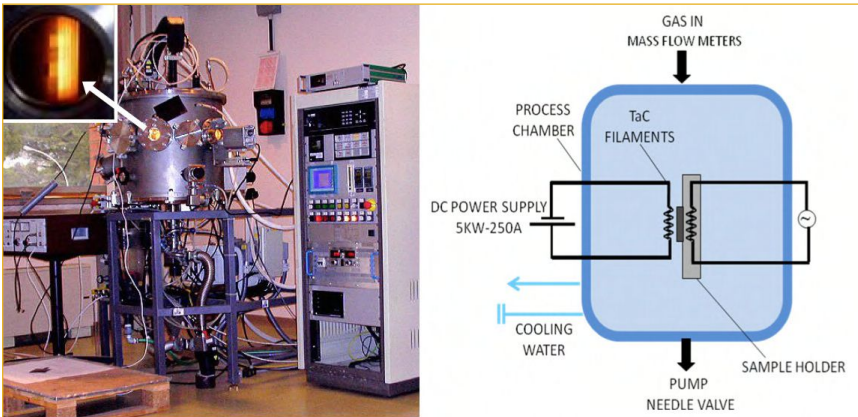 GAS IN
MASS FLOW METERS
PROCESS
CHAMBER
TaC
FILAMENTS
DC POWER SUPPLY
5KW-250A
~
COOLING
WATER
SAMPLE HOLDER
PUMP
NEEDLE VALVE